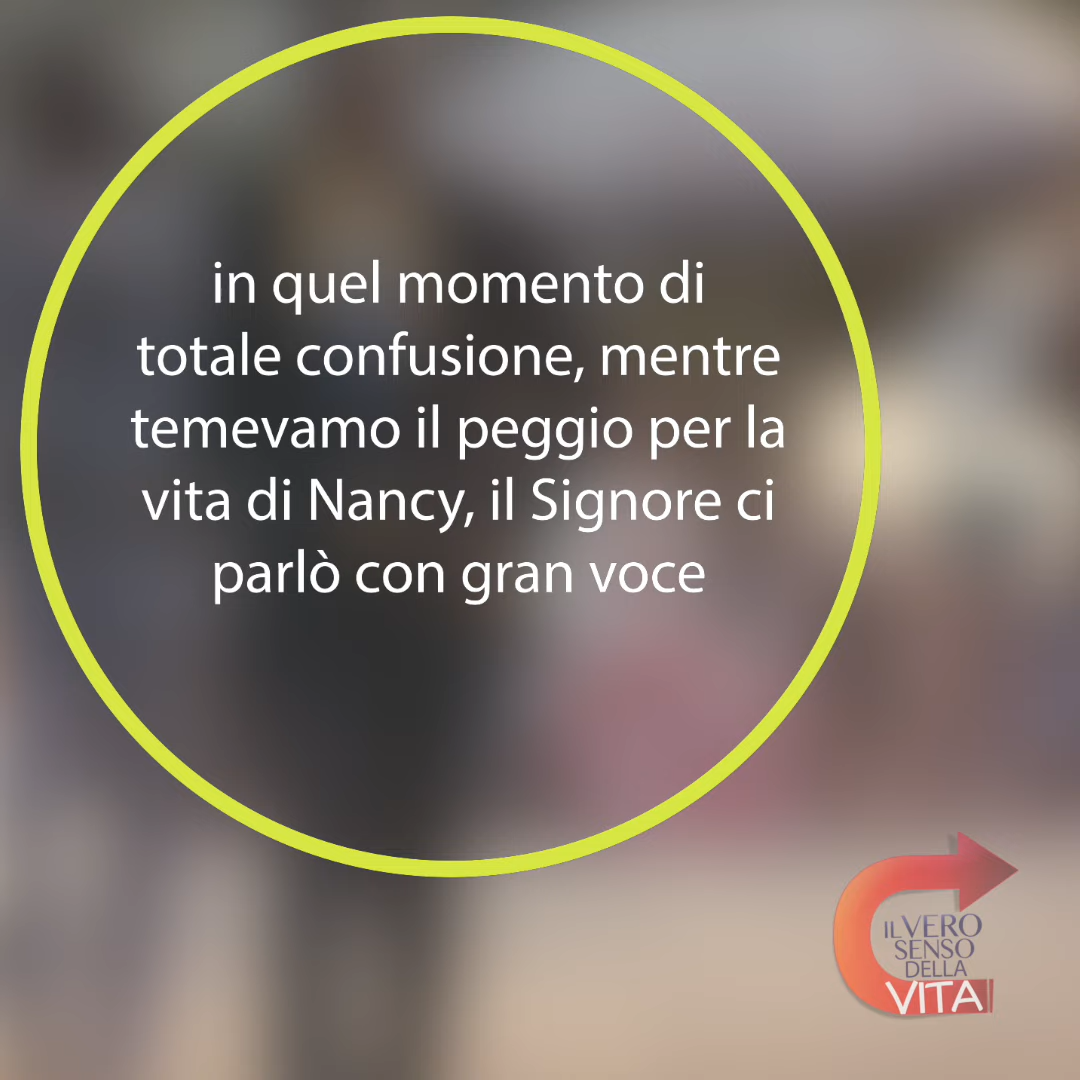 in quel momento di
totale confusione, mentre
temevamo il peggio per la
vita di Nancy, il Signore ci
parlò con gran voce
IL VERO
SENSO
DELLA
VITA